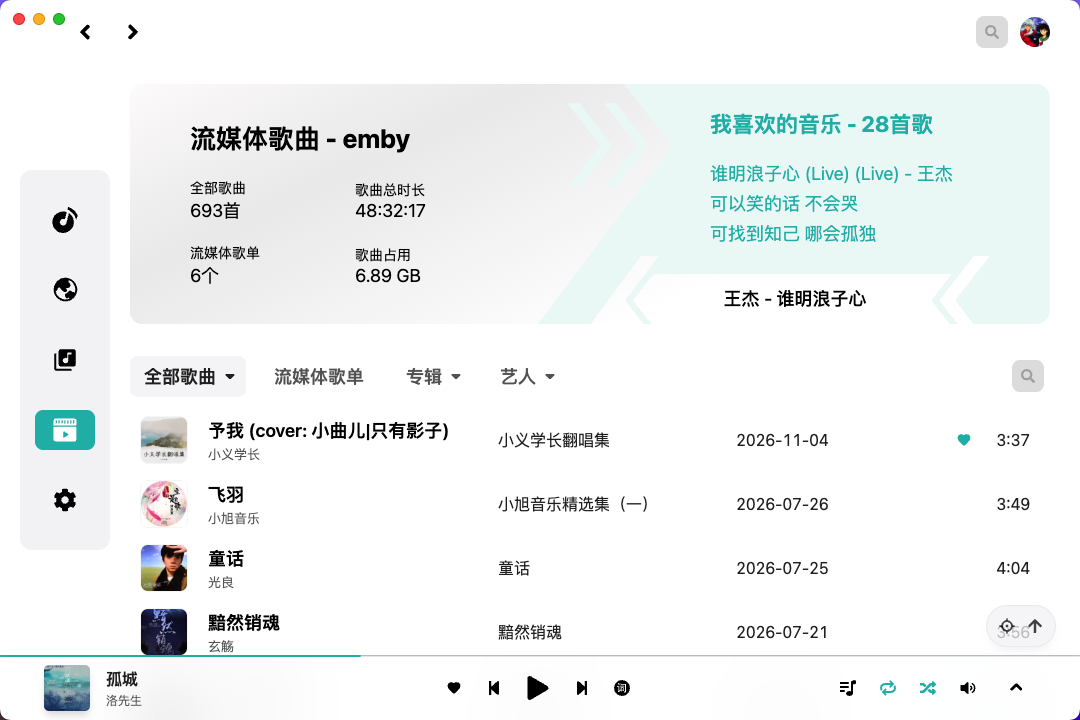 流媒体歌曲 - emby
全部歌曲
693首
歌曲总时长
48:32:17
流媒体歌单
6个
歌曲占用
6.89 GB
我喜欢的音乐 - 28首歌
谁明浪子心 (Live) (Live) - 王杰
可以笑的话 不会哭
可找到知己 哪会孤独
王杰 - 谁明浪子心
全部歌曲
流媒体歌单
专辑
艺人
予我 (cover: 小曲儿|只有影子)
小义学长
小义学长翻唱集
2026-11-04
3:37
飞羽
小旭音乐
小旭音乐精选集（一）
2026-07-26
3:49
童话
光良
童话
2026-07-25
4:04
黯然销魂
玄觞
黯然销魂
2026-07-21
3:56
孤城
洛先生
词